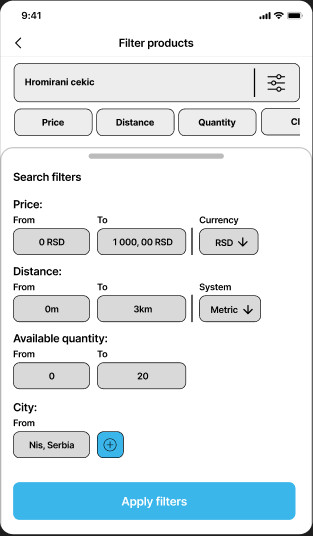 9:41
Filter products
Hromirani cekic
Price Distance Quantity
Search filters
Price:
From To Currency
0 RSD 1 000, 00 RSD RSD
Distance:
From To System
0m 3km Metric
Available quantity:
From To
0 20
City:
From
Nis, Serbia
Apply filters